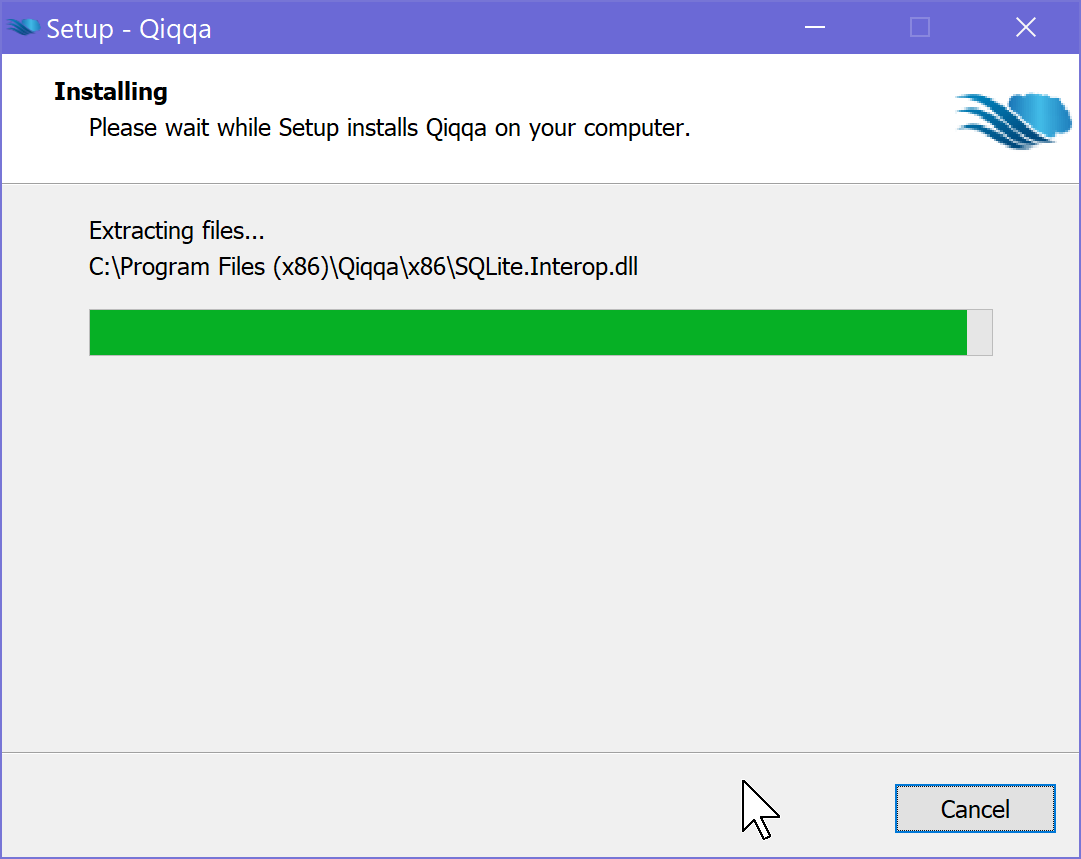 Setup - Qiqqa
Installing
Please wait while Setup installs Qiqqa on your computer.
Extracting files...
C:\Program Files (x86)\Qiqqa\x86\SQLite.Interop.dll
Cancel